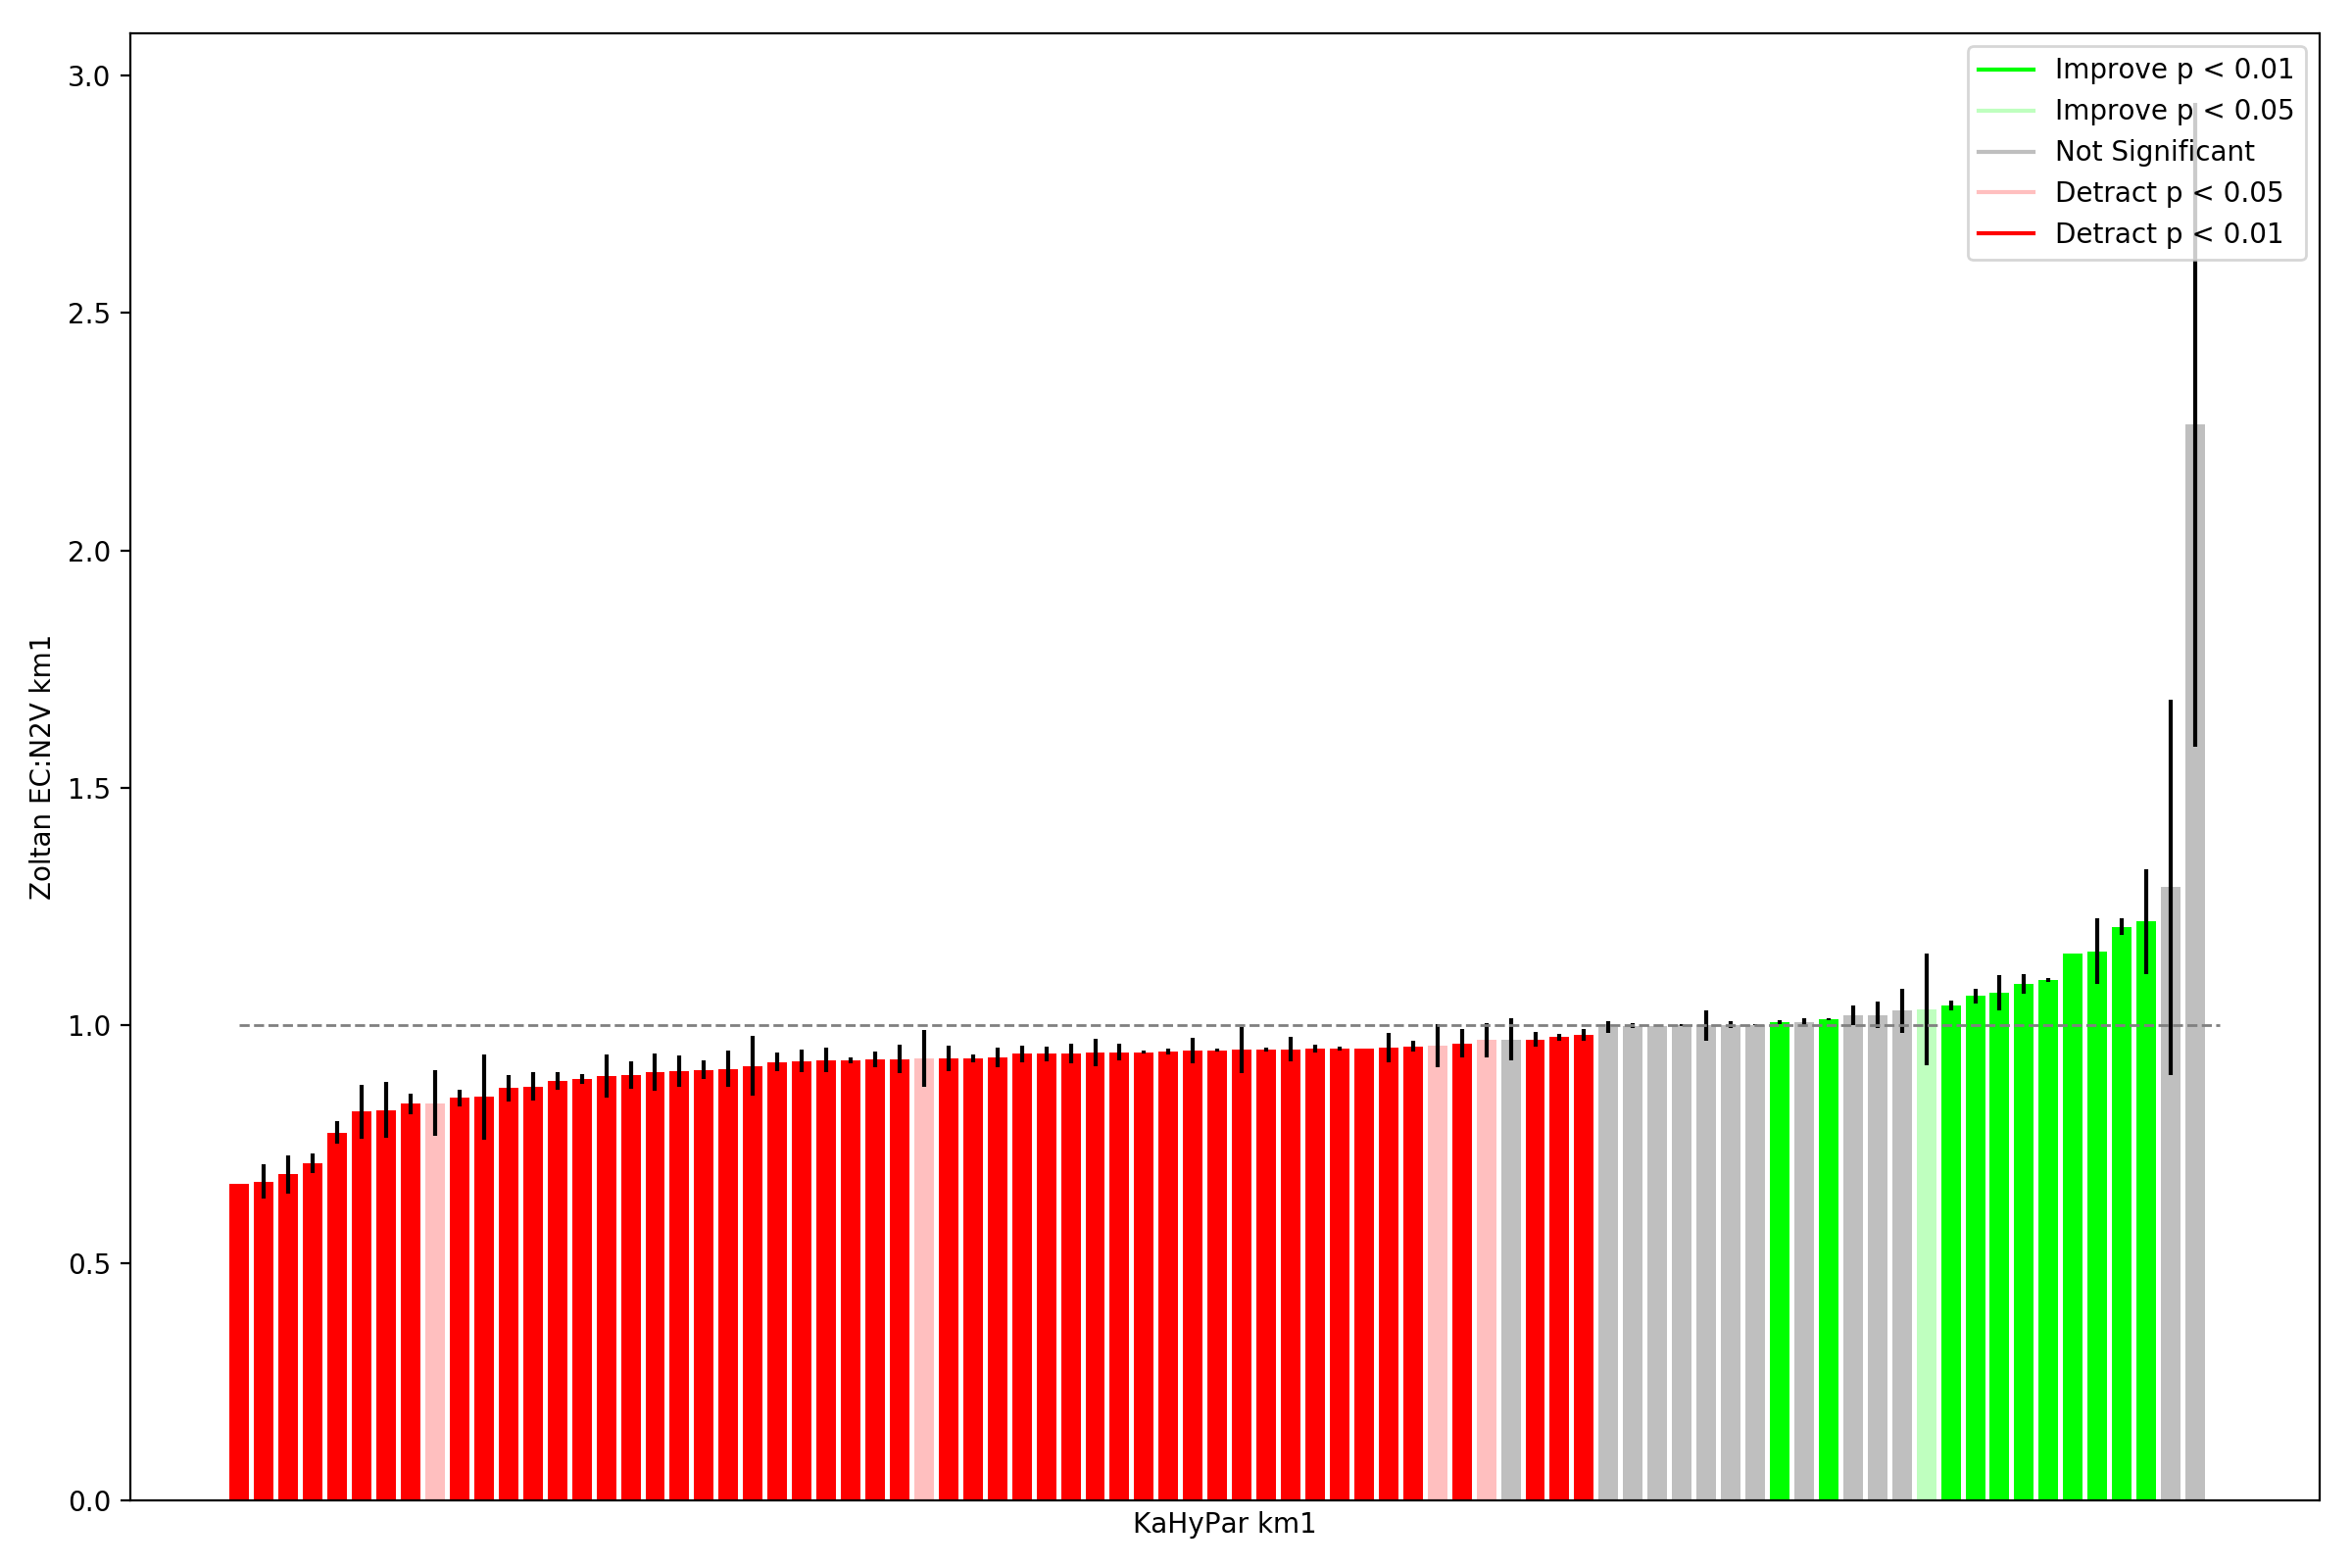 3.0
2.5
2.0
1.5
1.0
0.5
0.0
Zoltan EC:N2V km1
KaHyPar km1
Improve p < 0.01
Improve p < 0.05
Not Significant
Detract p < 0.05
Detract p < 0.01